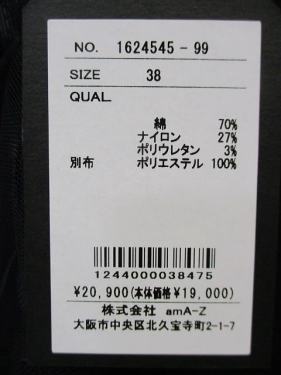 NO. 1624545-99
SIZE 38
QUAL
綿 70%
ナイロン 27%
ポリウレタン 3%
別布 ポリエステル 100%
1244000038475
¥20,900(本体価格¥19,000)
株式会社 amA-Z
大阪市中央区北久宝寺町2-1-7